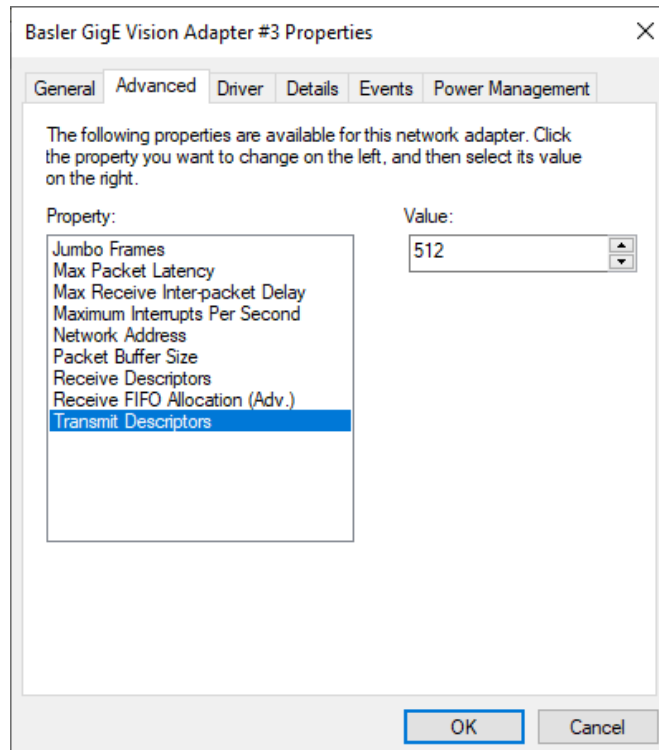 Basler GigE Vision Adapter #3 Properties
General Advanced Driver Details Events Power Management
The following properties are available for this network adapter. Click
the property you want to change on the left, and then select its value
on the right.
Property:
Value:
Jumbo Frames
Max Packet Latency
Max Receive Inter-packet Delay
Maximum Interrupts Per Second
Network Address
Packet Buffer Size
Receive Descriptors
Receive FIFO Allocation (Adv.)
Transmit Descriptors
512
OK Cancel